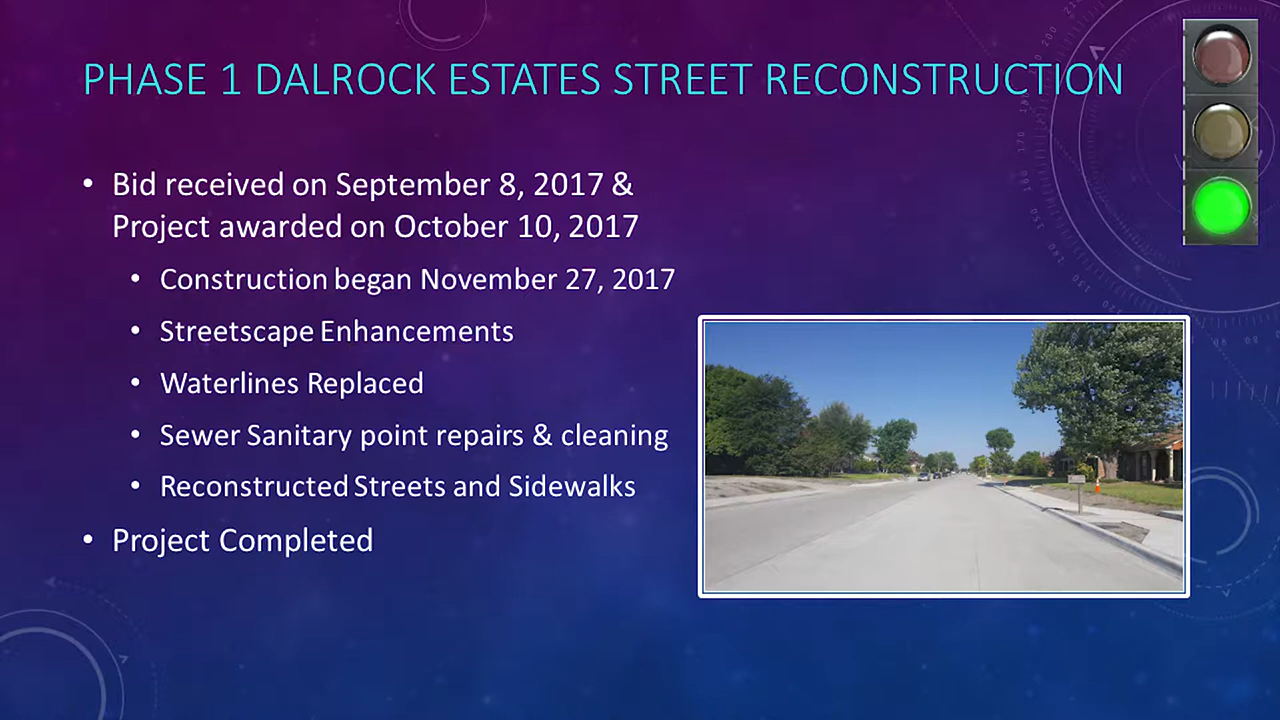 PHASE 1 DALROCK ESTATES STREET RECONSTRUCTION
• Bid received on September 8, 2017 &
Project awarded on October 10, 2017
• Construction began November 27, 2017
• Streetscape Enhancements
• Waterlines Replaced
• Sewer Sanitary point repairs & cleaning
• Reconstructed Streets and Sidewalks
• Project Completed